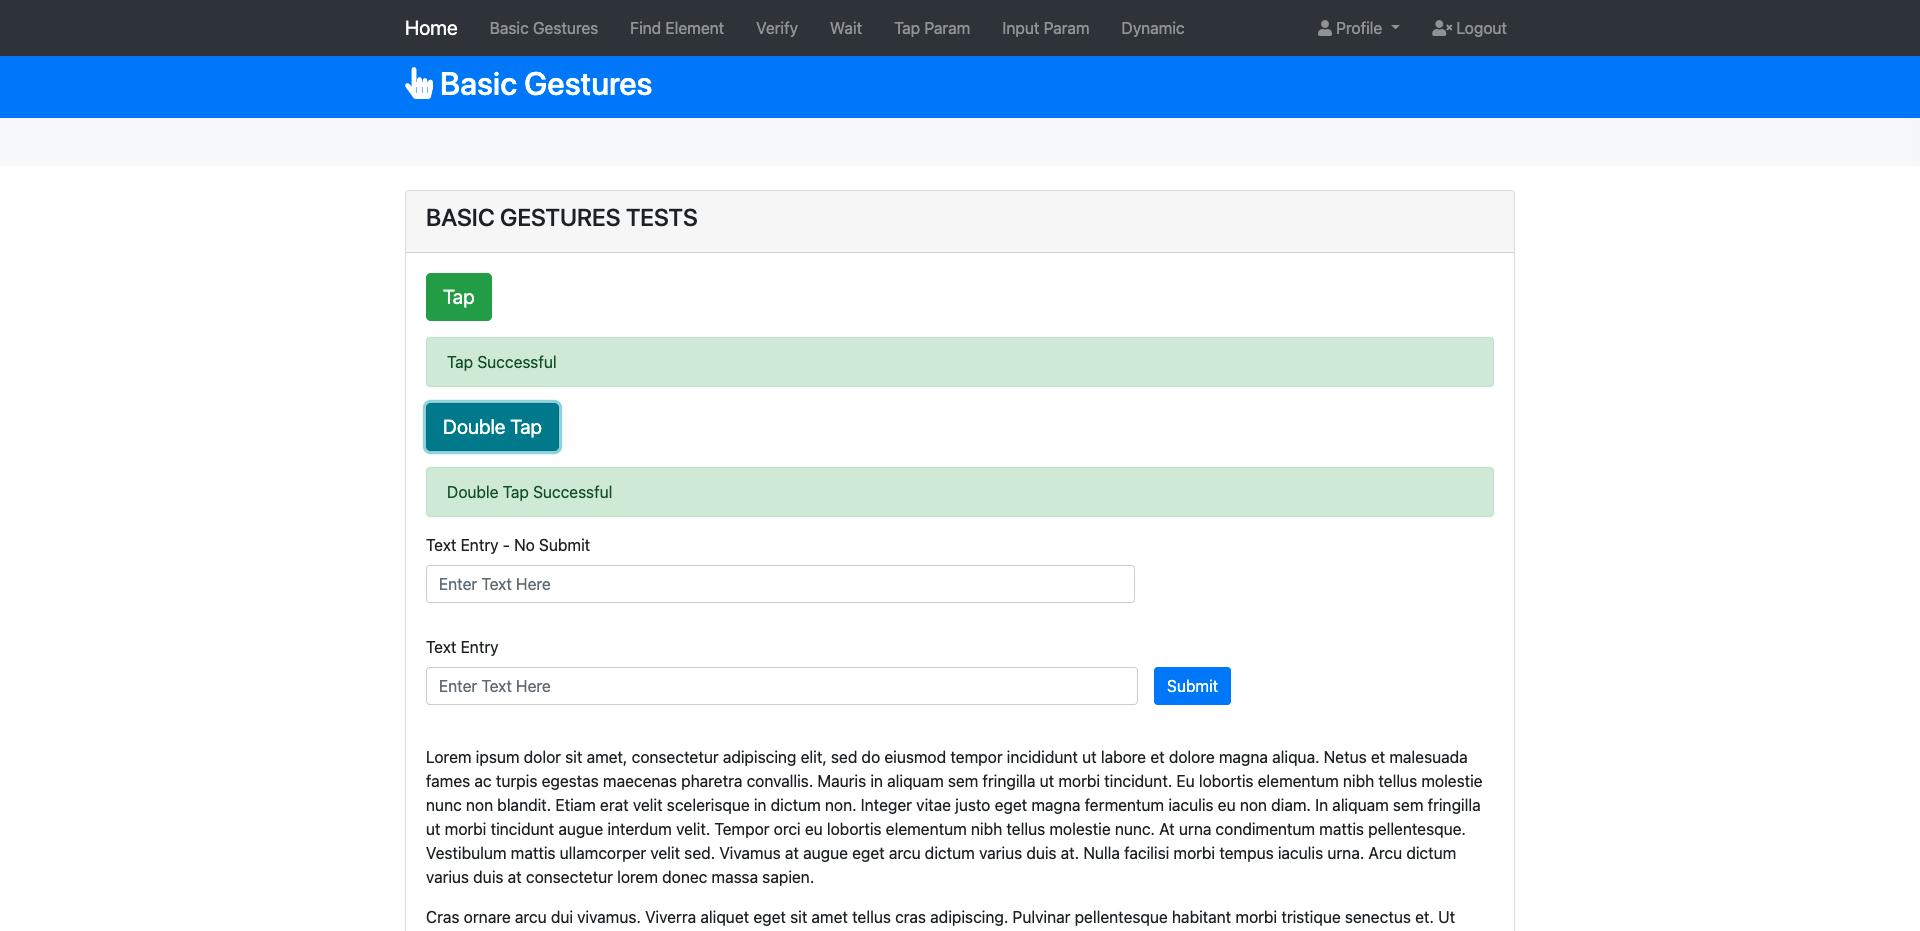 Home Basic Gestures Find Element Verify Wait Tap Param Input Param Dynamic Profile Logout
Basic Gestures
BASIC GESTURES TESTS
Tap
Tap Successful
Double Tap
Double Tap Successful
Text Entry - No Submit
Enter Text Here
Text Entry
Enter Text Here Submit
Lorem ipsum dolor sit amet, consectetur adipiscing elit, sed do eiusmod tempor incididunt ut labore et dolore magna aliqua. Netus et malesuada
fames ac turpis egestas maecenas pharetra convallis. Mauris in aliquam sem fringilla ut morbi tincidunt. Eu lobortis elementum nibh tellus molestie
nunc non blandit. Etiam erat velit scelerisque in dictum non. Integer vitae justo eget magna fermentum iaculis eu non diam. In aliquam sem fringilla
ut morbi tincidunt augue interdum velit. Tempor orci eu lobortis elementum nibh tellus molestie nunc. At urna condimentum mattis pellentesque.
Vestibulum mattis ullamcorper velit sed. Vivamus at augue eget arcu dictum varius duis at. Nulla facilisi morbi tempus iaculis urna. Arcu dictum
varius duis at consectetur lorem donec massa sapien.
Cras ornare arcu dui vivamus. Viverra aliquet eget sit amet tellus cras adipiscing. Pulvinar pellentesque habitant morbi tristique senectus et. Ut